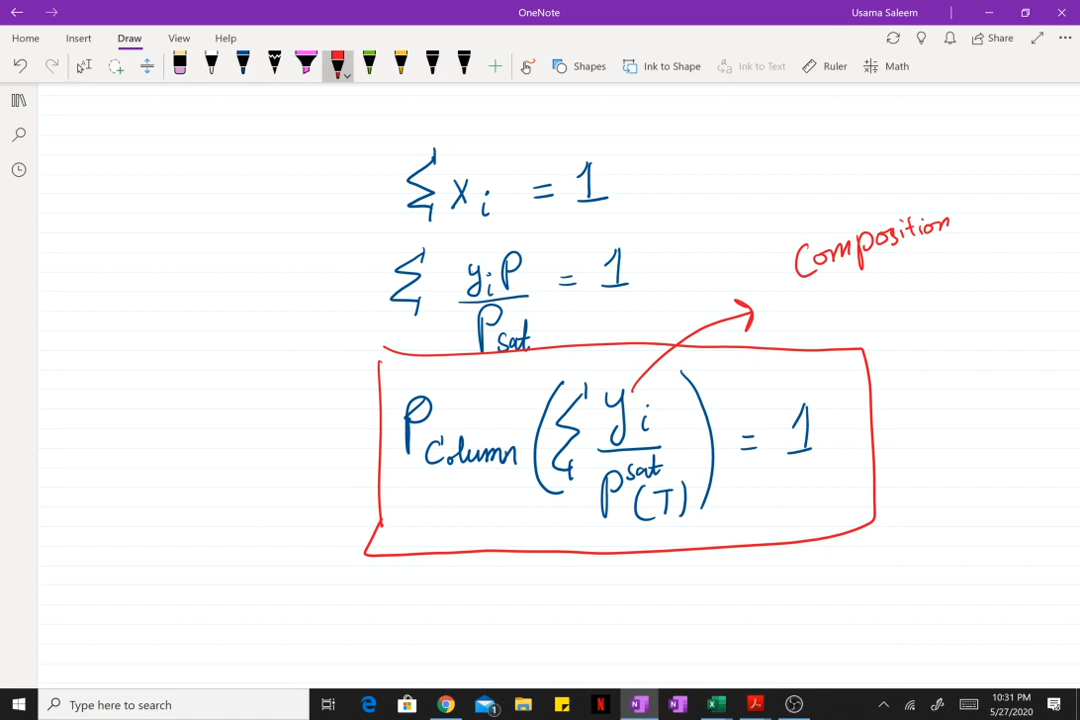 OneNote
Usama Saleem
Home Insert Draw View Help
Share
Shapes Ink to Shape Ink to Text Ruler Math
Σ xi = 1
Composition
Σ yiP / Psat = 1
PColumn (Σ yi / Psat(T)) = 1
Type here to search
1
10:31 PM
5/27/2020